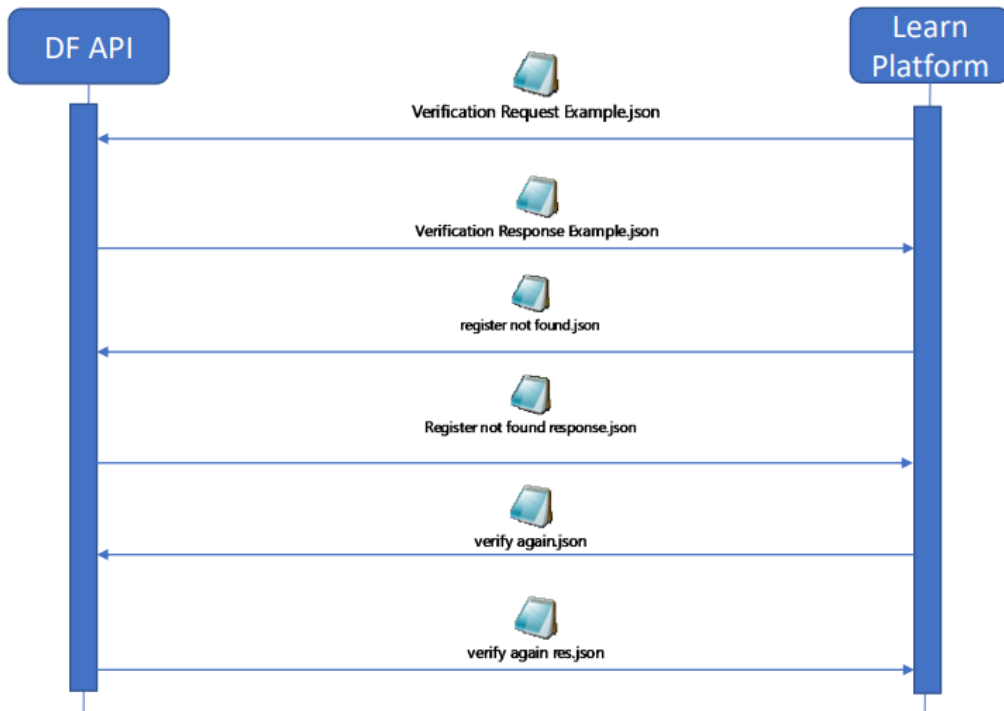 DF API
Learn
Platform
Verification Request Example.json
Verification Response Example.json
register not found.json
Register not found response.json
verify again.json
verify again res.json